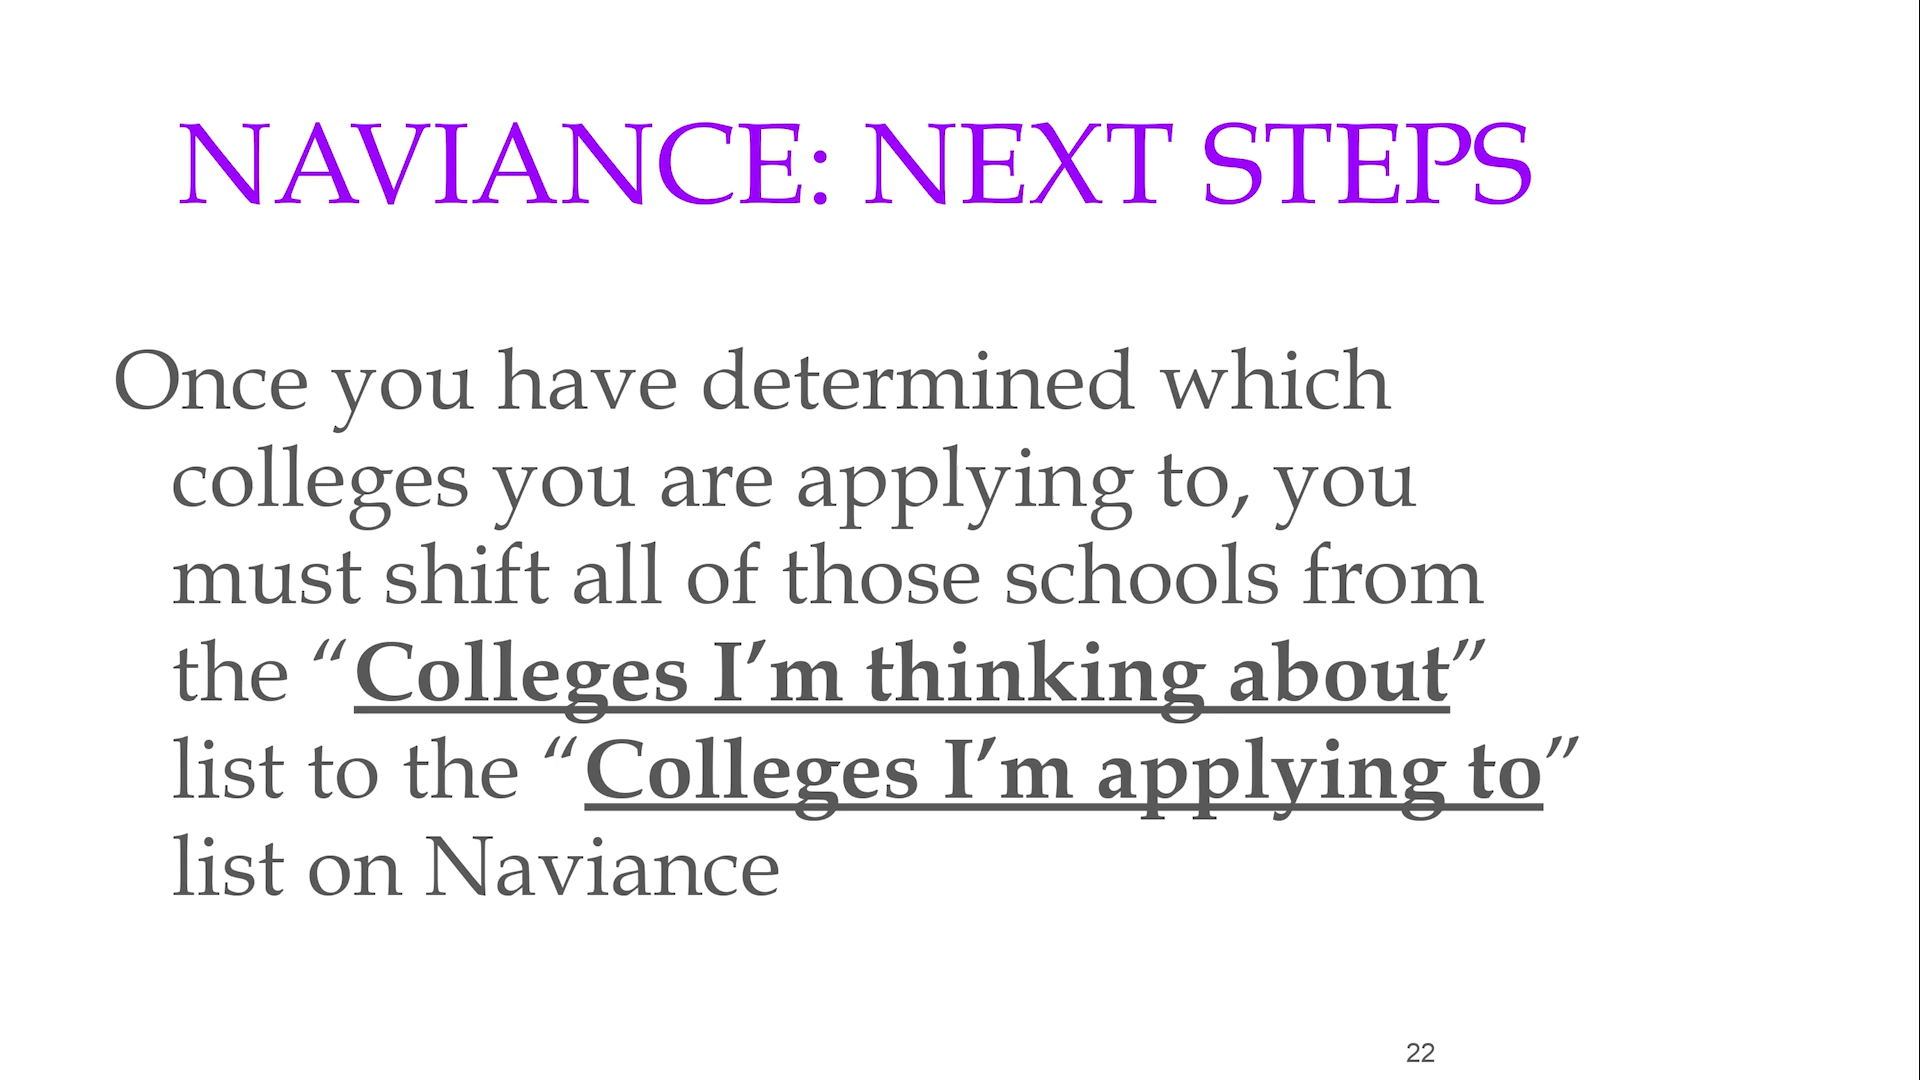 NAVIANCE: NEXT STEPS
Once you have determined which
colleges you are applying to, you
must shift all of those schools from
the “Colleges I’m thinking about”
list to the “Colleges I’m applying to”
list on Naviance
22